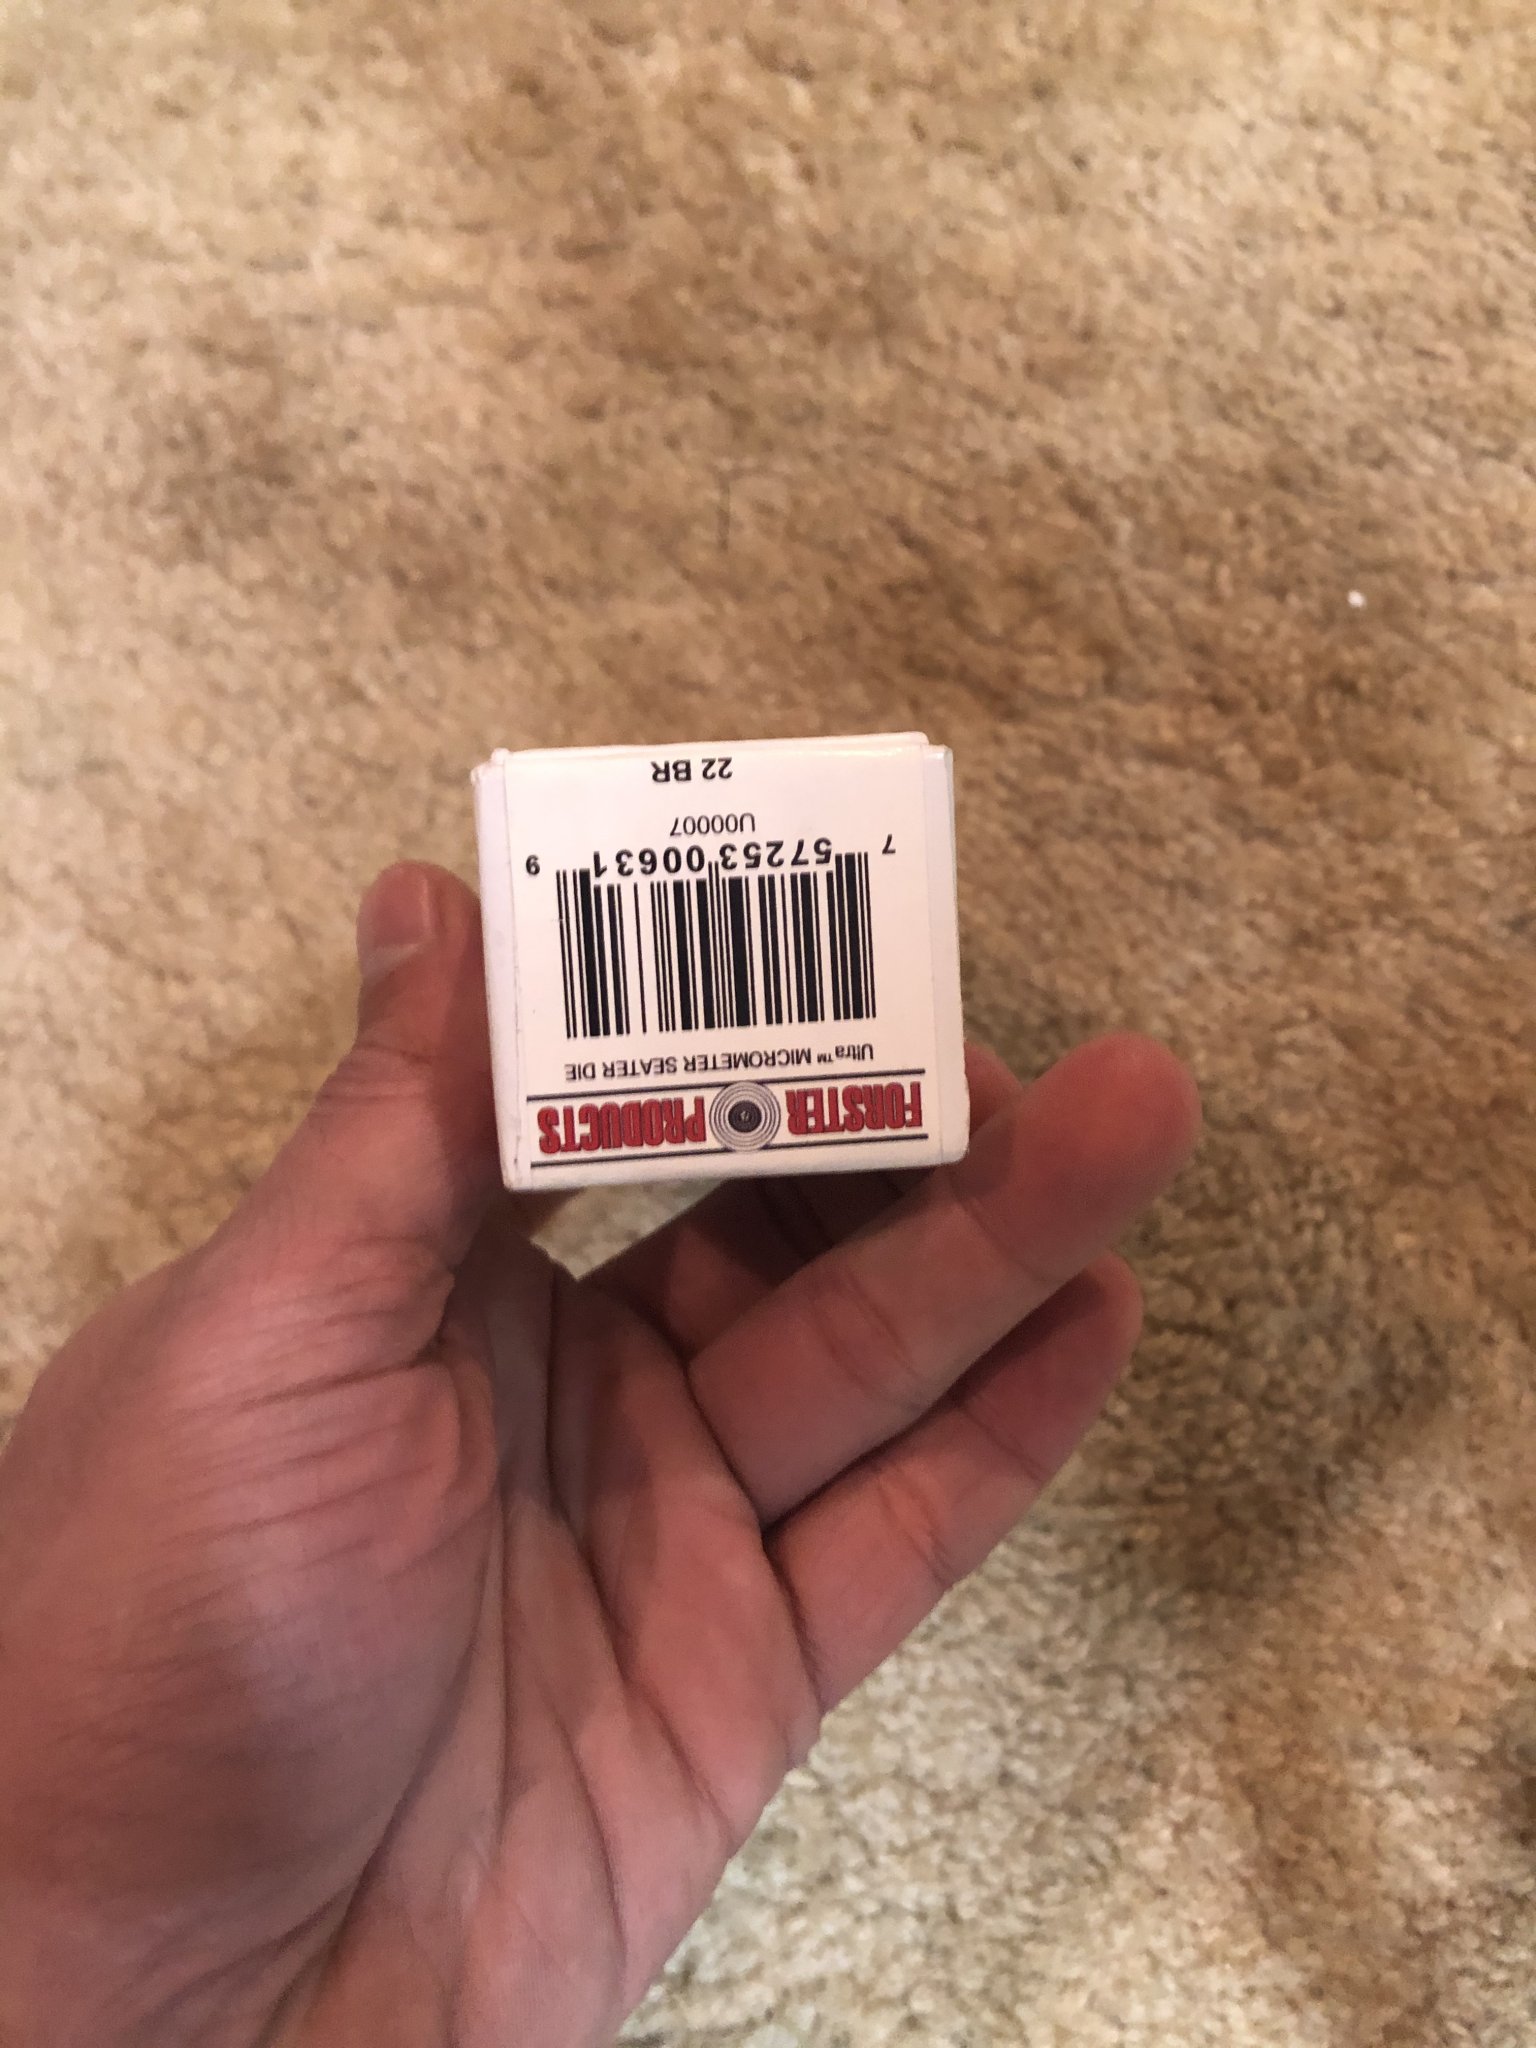 FORSTER PRODUCTS
Ultra™ MICROMETER SEATER DIE
7 57253 00631 9
U00007
22 BR